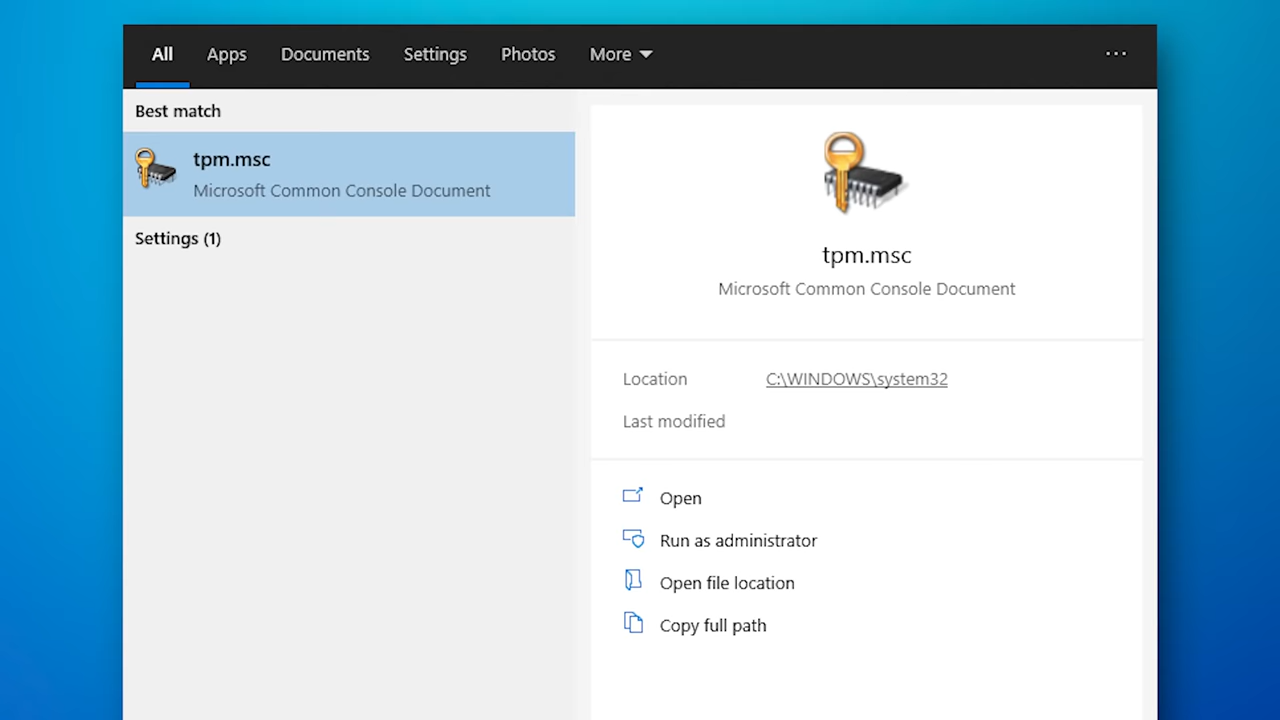 All Apps Documents Settings Photos More ...
Best match
tpm.msc
Microsoft Common Console Document
Settings (1)
tpm.msc
Microsoft Common Console Document
Location C:\WINDOWS\system32
Last modified
Open
Run as administrator
Open file location
Copy full path